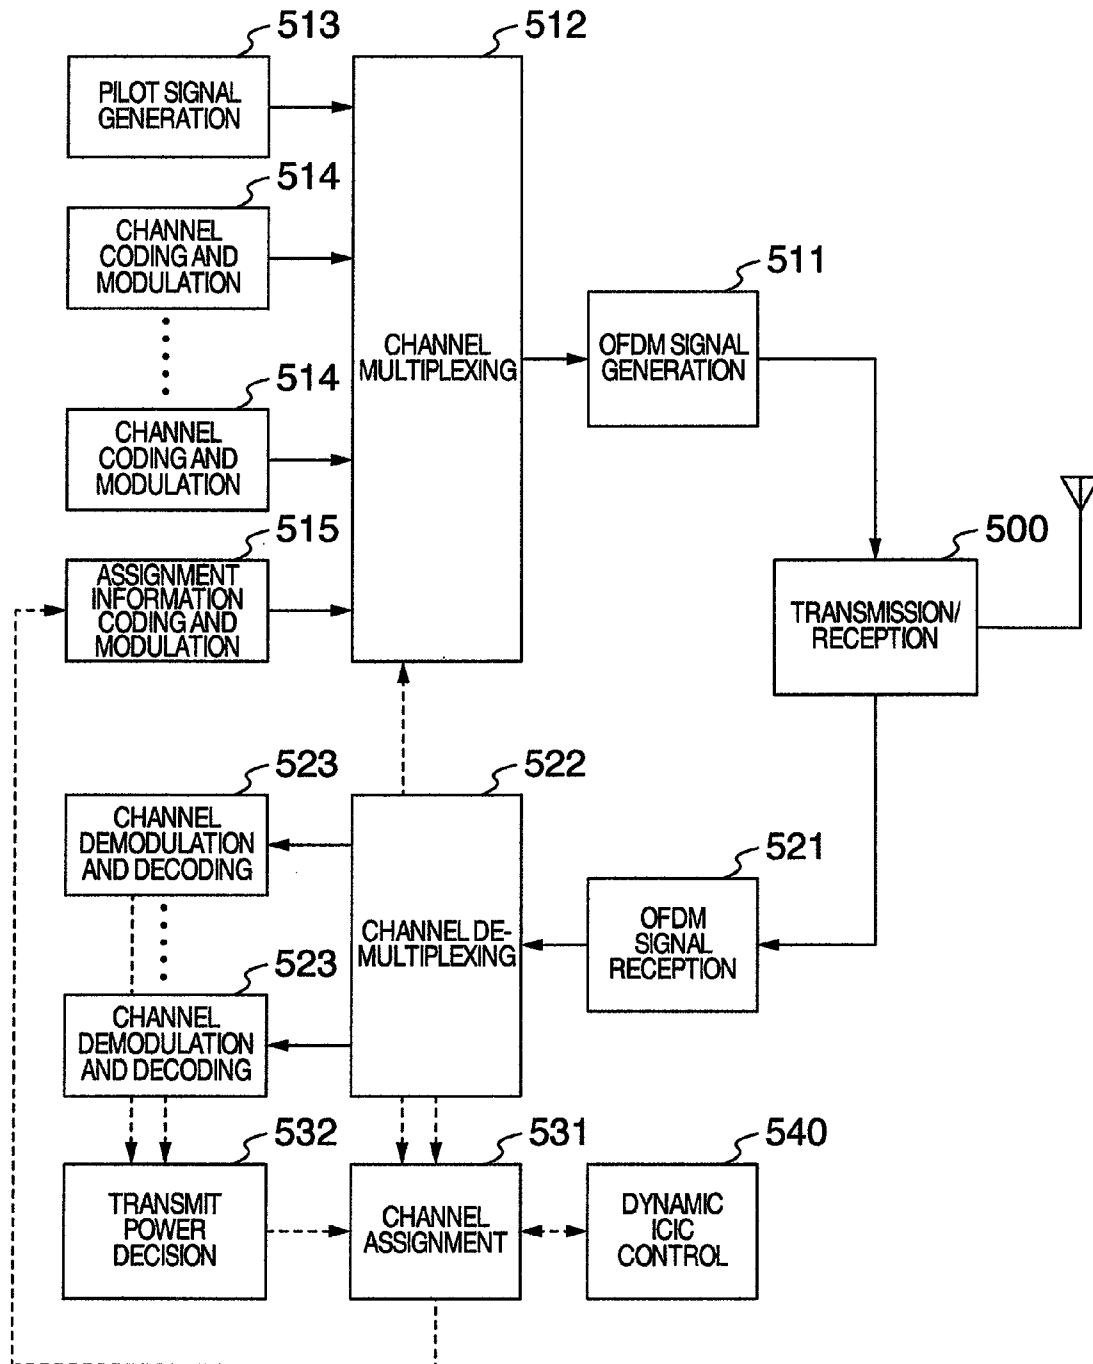 513
PILOT SIGNAL
GENERATION
512
CHANNEL
MULTIPLEXING
514
CHANNEL
CODING AND
MODULATION
514
CHANNEL
CODING AND
MODULATION
515
ASSIGNMENT
INFORMATION
CODING AND
MODULATION
511
OFDM SIGNAL
GENERATION
500
TRANSMISSION/
RECEPTION
523
CHANNEL
DEMODULATION
AND DECODING
523
CHANNEL
DEMODULATION
AND DECODING
522
CHANNEL DE-
MULTIPLEXING
521
OFDM
SIGNAL
RECEPTION
532
TRANSMIT
POWER
DECISION
531
CHANNEL
ASSIGNMENT
540
DYNAMIC
ICIC
CONTROL